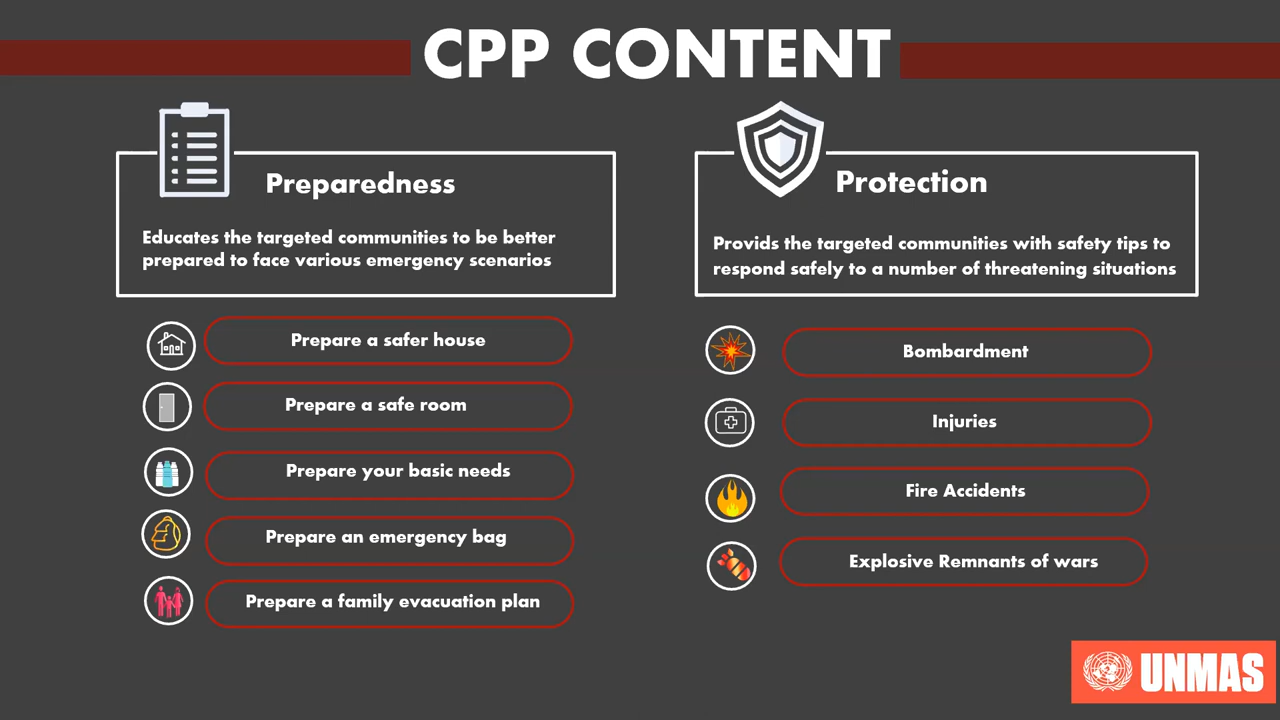 CPP CONTENT
Preparedness
Educates the targeted communities to be better
prepared to face various emergency scenarios
Prepare a safer house
Prepare a safe room
Prepare your basic needs
Prepare an emergency bag
Prepare a family evacuation plan
Protection
Provids the targeted communities with safety tips to
respond safely to a number of threatening situations
Bombardment
Injuries
Fire Accidents
Explosive Remnants of wars
UNMAS